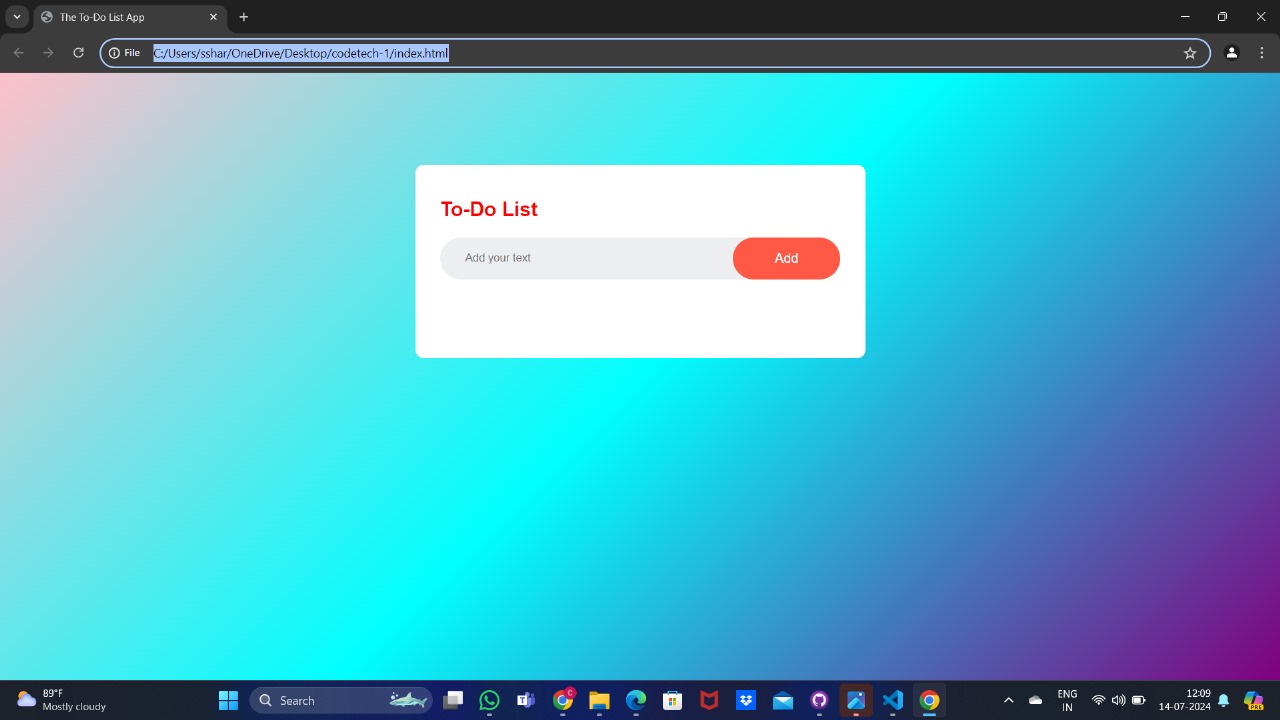 The To-Do List App
File C:/Users/sshar/OneDrive/Desktop/codetech-1/index.html
To-Do List
Add your text Add
89°F
Mostly cloudy
Search
C
ENG
IN
12:09
14-07-2024
PRE